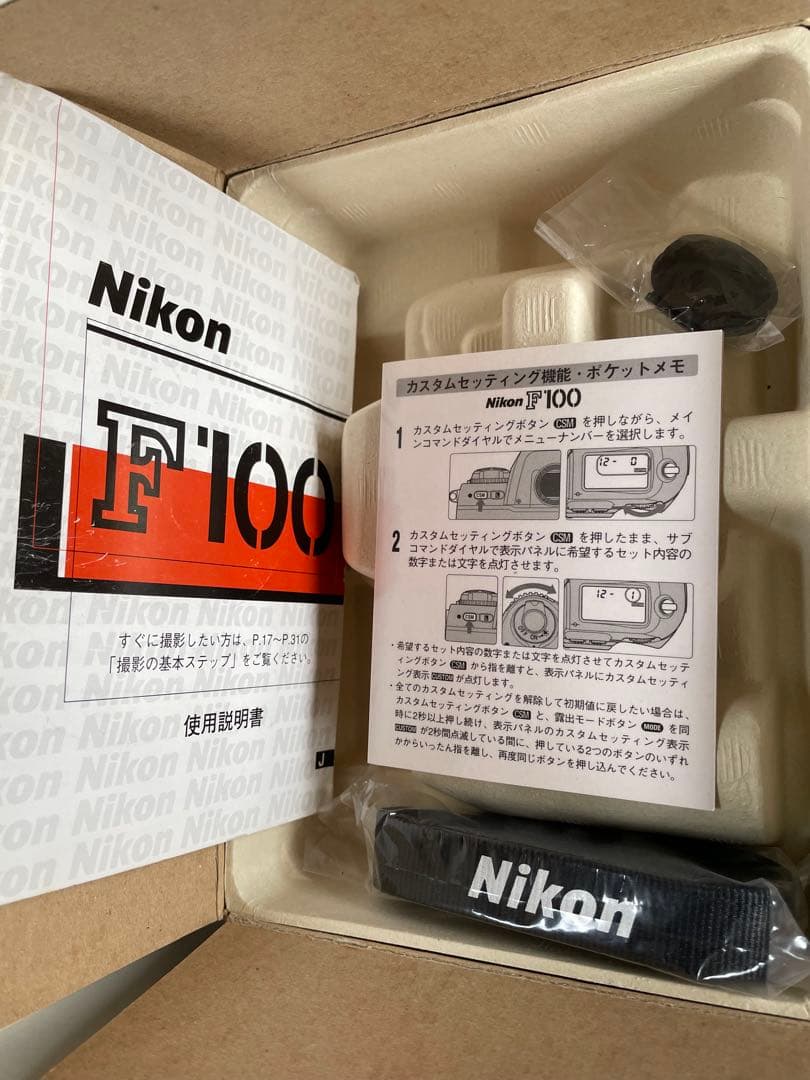 Nikon
F100
すぐに撮影したい方は、P.17〜P.31の
「撮影の基本ステップ」をご覧ください。
使用説明書
J
カスタムセッティング機能・ポケットメモ
Nikon F100
1 カスタムセッティングボタン CSM を押しながら、メイ
ンコマンドダイヤルでメニューナンバーを選択します。
CSM
12- 0
2 カスタムセッティングボタン CSM を押したまま、サブ
コマンドダイヤルで表示パネルに希望するセット内容の
数字または文字を点灯させます。
CSM
OFF ON
12- 1
・希望するセット内容の数字または文字を点灯させてカスタムセッテ
ィングボタン CSM から指を離すと、表示パネルにカスタムセッティ
ング表示 CUSTOM が点灯します。
・全てのカスタムセッティングを解除して初期値に戻したい場合は、
カスタムセッティングボタン CSM と、露出モードボタン MODE を同
時に2秒以上押し続け、表示パネルのカスタムセッティング表示
CUSTOM が2秒間点滅している間に、押している2つのボタンのいずれ
かからいったん指を離し、再度同じボタンを押し込んでください。
Nikon